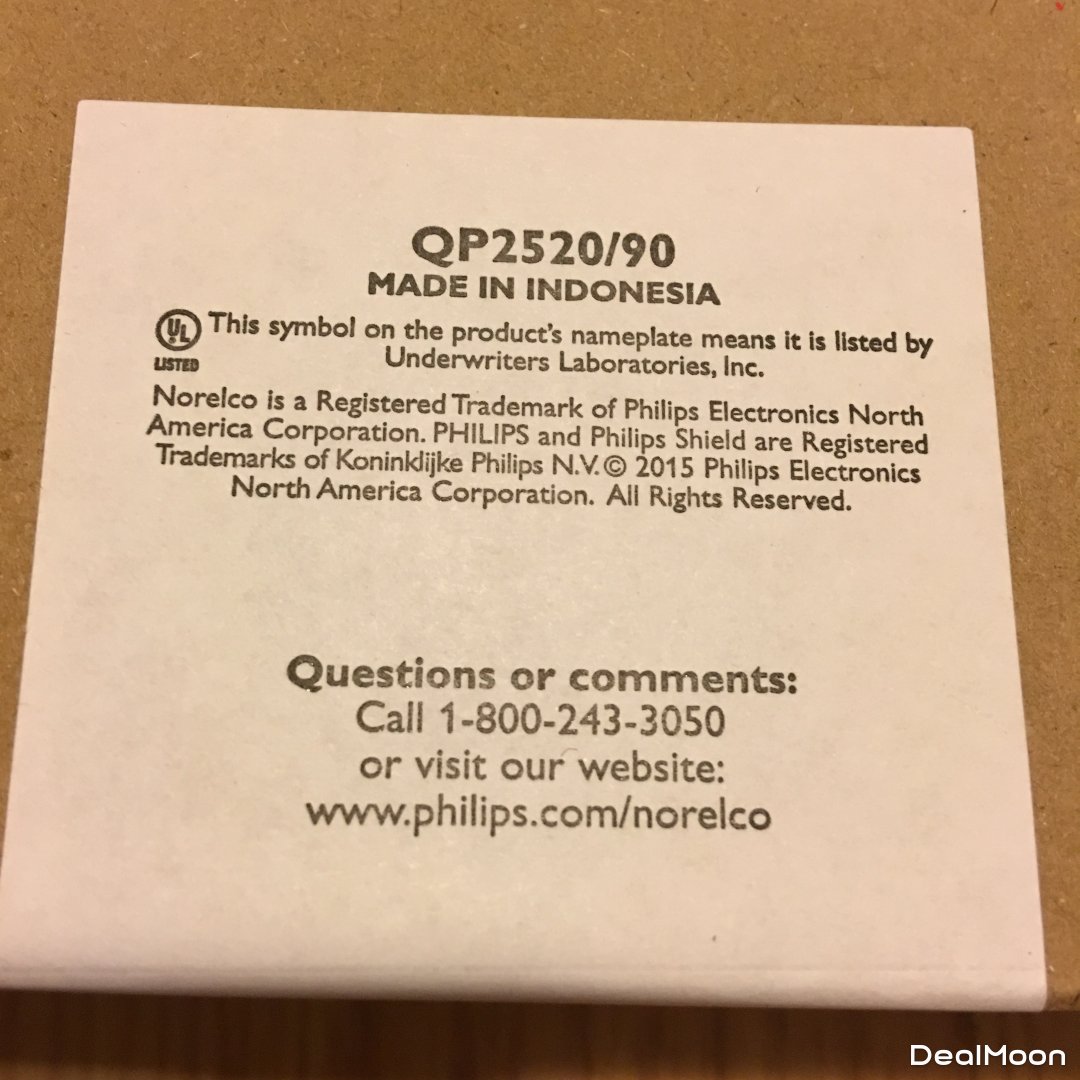 QP2520/90
MADE IN INDONESIA
UL
LISTED
This symbol on the product's nameplate means it is listed by
Underwriters Laboratories, Inc.
Norelco is a Registered Trademark of Philips Electronics North
America Corporation. PHILIPS and Philips Shield are Registered
Trademarks of Koninklijke Philips N.V.© 2015 Philips Electronics
North America Corporation. All Rights Reserved.
Questions or comments:
Call 1-800-243-3050
or visit our website:
www.philips.com/norelco
DealMoon